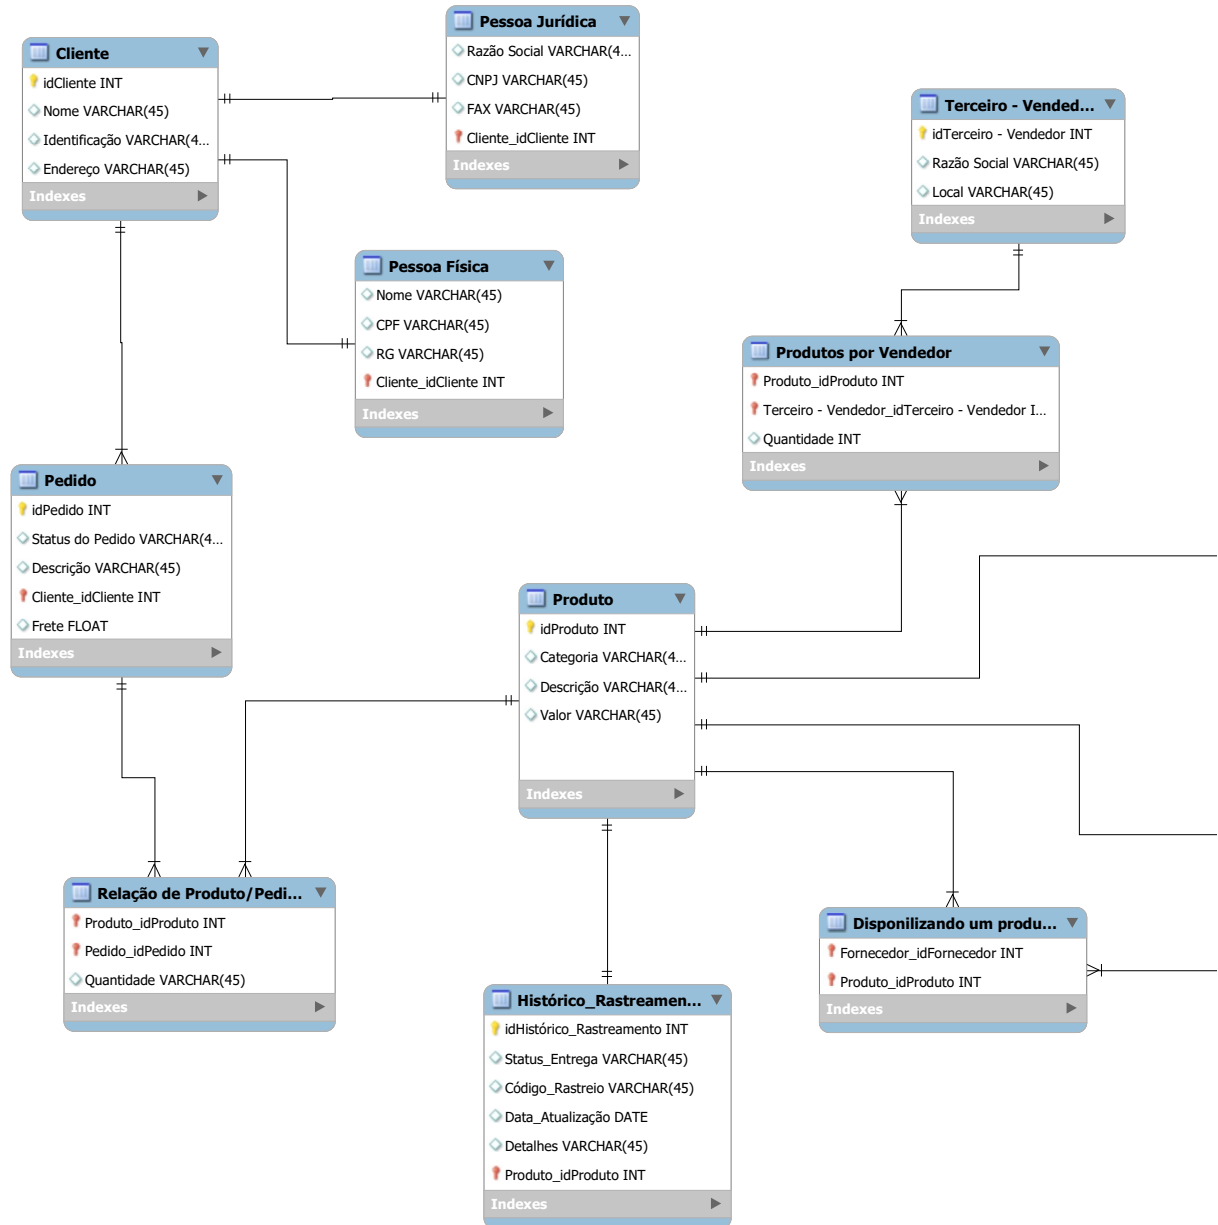 Cliente
idCliente INT
Nome VARCHAR(45)
Identificação VARCHAR(4...
Endereço VARCHAR(45)
Indexes
Pessoa Jurídica
Razão Social VARCHAR(4...
CNPJ VARCHAR(45)
FAX VARCHAR(45)
Cliente_idCliente INT
Indexes
Terceiro - Vended...
idTerceiro - Vendedor INT
Razão Social VARCHAR(45)
Local VARCHAR(45)
Indexes
Pessoa Física
Nome VARCHAR(45)
CPF VARCHAR(45)
RG VARCHAR(45)
Cliente_idCliente INT
Indexes
Produtos por Vendedor
Produto_idProduto INT
Terceiro - Vendedor_idTerceiro - Vendedor I...
Quantidade INT
Indexes
Pedido
idPedido INT
Status do Pedido VARCHAR(4...
Descrição VARCHAR(45)
Cliente_idCliente INT
Frete FLOAT
Indexes
Produto
idProduto INT
Categoria VARCHAR(4...
Descrição VARCHAR(4...
Valor VARCHAR(45)
Indexes
Relação de Produto/Pedi...
Produto_idProduto INT
Pedido_idPedido INT
Quantidade VARCHAR(45)
Indexes
Disponilizando um produ...
Fornecedor_idFornecedor INT
Produto_idProduto INT
Indexes
Histórico_Rastreamen...
idHistórico_Rastreamento INT
Status_Entrega VARCHAR(45)
Código_Rastreio VARCHAR(45)
Data_Atualização DATE
Detalhes VARCHAR(45)
Produto_idProduto INT
Indexes